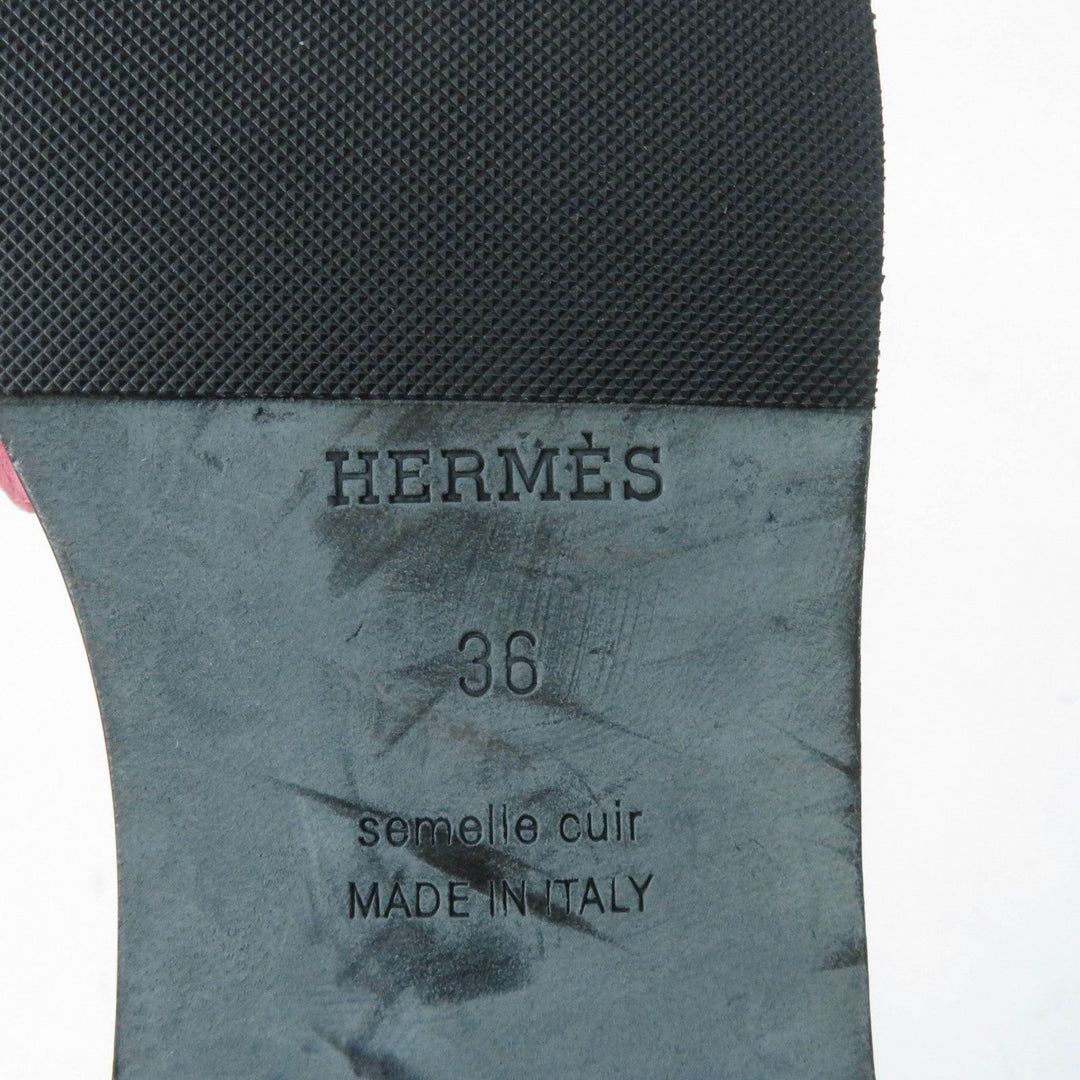 HERMÈS
36
semelle cuir
MADE IN ITALY